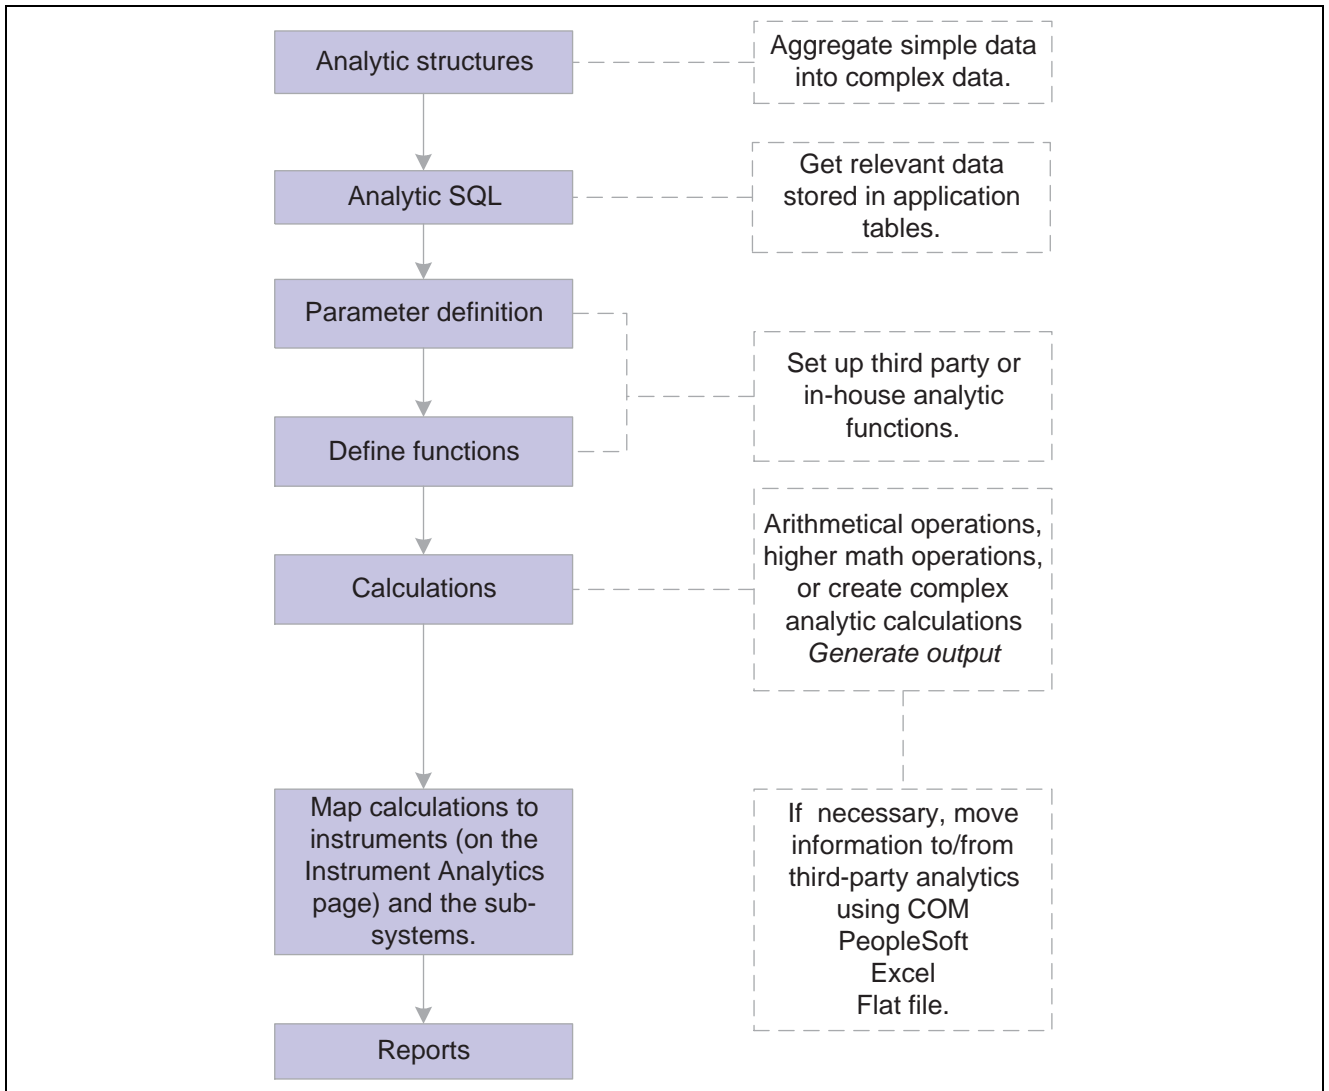 Analytic structures
Aggregate simple data
into complex data.
Analytic SQL
Get relevant data
stored in application
tables.
Parameter definition
Set up third party or
in-house analytic
functions.
Define functions
Calculations
Arithmetical operations,
higher math operations,
or create complex
analytic calculations
Generate output
Map calculations to
instruments (on the
Instrument Analytics
page) and the sub-
systems.
If necessary, move
information to/from
third-party analytics
using COM
PeopleSoft
Excel
Flat file.
Reports